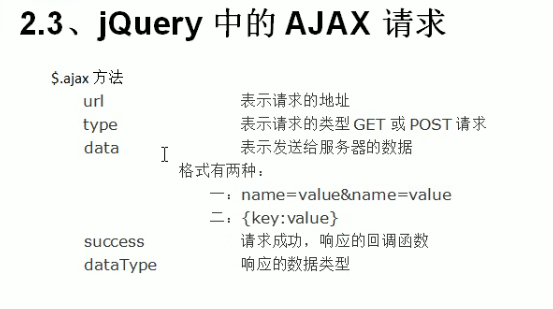 2.3、jQuery 中的 AJAX 请求
$.ajax 方法
url 表示请求的地址
type 表示请求的类型 GET 或 POST 请求
data 表示发送给服务器的数据
格式有两种：
一：name=value&name=value
二：{key:value}
success 请求成功，响应的回调函数
dataType 响应的数据类型